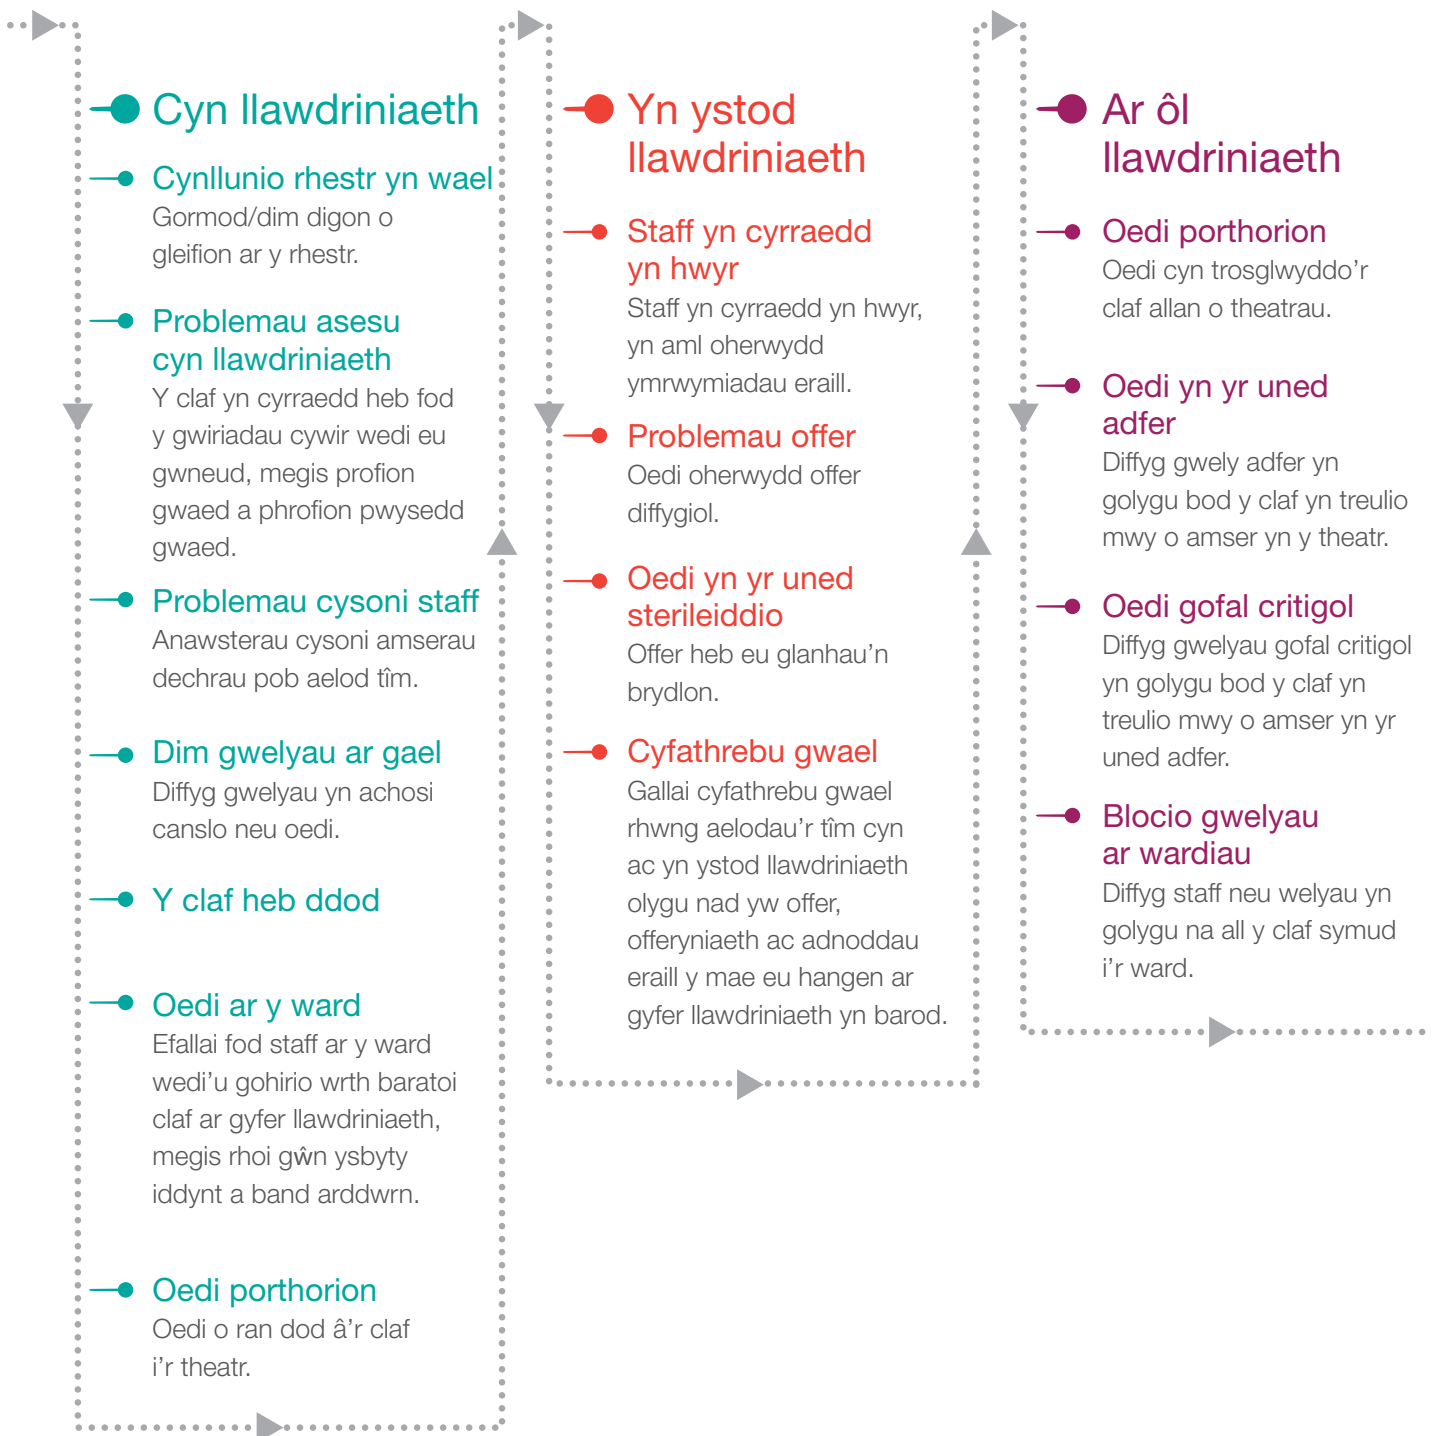 Cyn llawdriniaeth
Cynllunio rhestr yn wael
Gormod/dim digon o
gleifion ar y rhestr.
Problemau asesu
cyn llawdriniaeth
Y claf yn cyrraedd heb fod
y gwiriadau cywir wedi eu
gwneud, megis profion
gwaed a phrofion pwysedd
gwaed.
Problemau cysoni staff
Anawsterau cysoni amserau
dechrau pob aelod tîm.
Dim gwelyau ar gael
Diffyg gwelyau yn achosi
canslo neu oedi.
Y claf heb ddod
Oedi ar y ward
Efallai fod staff ar y ward
wedi’u gohirio wrth baratoi
claf ar gyfer llawdriniaeth,
megis rhoi gŵn ysbyty
iddynt a band arddwrn.
Oedi porthorion
Oedi o ran dod â’r claf
i’r theatr.
Yn ystod
llawdriniaeth
Staff yn cyrraedd
yn hwyr
Staff yn cyrraedd yn hwyr,
yn aml oherwydd
ymrwymiadau eraill.
Problemau offer
Oedi oherwydd offer
diffygiol.
Oedi yn yr uned
sterileiddio
Offer heb eu glanhau’n
brydlon.
Cyfathrebu gwael
Gallai cyfathrebu gwael
rhwng aelodau’r tîm cyn
ac yn ystod llawdriniaeth
olygu nad yw offer,
offeryniaeth ac adnoddau
eraill y mae eu hangen ar
gyfer llawdriniaeth yn barod.
Ar ôl
llawdriniaeth
Oedi porthorion
Oedi cyn trosglwyddo’r
claf allan o theatrau.
Oedi yn yr uned
adfer
Diffyg gwely adfer yn
golygu bod y claf yn treulio
mwy o amser yn y theatr.
Oedi gofal critigol
Diffyg gwelyau gofal critigol
yn golygu bod y claf yn
treulio mwy o amser yn yr
uned adfer.
Blocio gwelyau
ar wardiau
Diffyg staff neu welyau yn
golygu na all y claf symud
i’r ward.